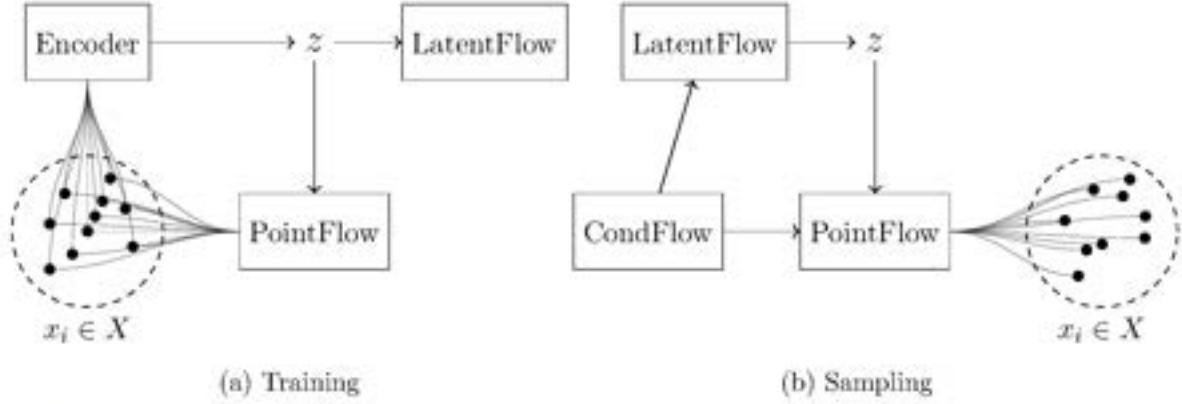 Encoder
z
LatentFlow
PointFlow
x_i ∈ X
(a) Training
LatentFlow
z
CondFlow
PointFlow
x_i ∈ X
(b) Sampling